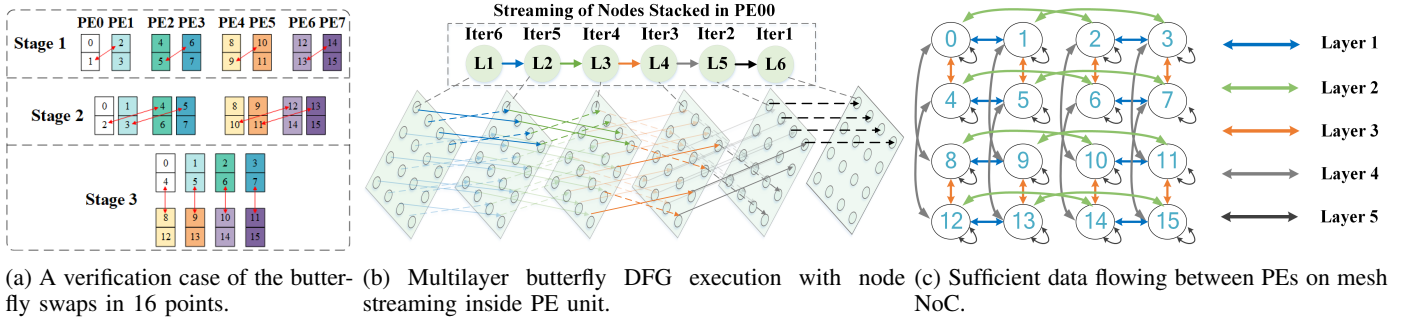 PE0 PE1 PE2 PE3 PE4 PE5 PE6 PE7
Stage 1
0 2 4 6 8 10 12 14
1 3 5 7 9 11 13 15
Stage 2
0 1 4 5 8 9 12 13
2 3 6 7 10 11 14 15
Stage 3
0 1 2 3
4 5 6 7
8 9 10 11
12 13 14 15
(a) A verification case of the butter-
fly swaps in 16 points.
Streaming of Nodes Stacked in PE00
Iter6 Iter5 Iter4 Iter3 Iter2 Iter1
L1 L2 L3 L4 L5 L6
(b) Multilayer butterfly DFG execution with node
streaming inside PE unit.
0 1 2 3
4 5 6 7
8 9 10 11
12 13 14 15
Layer 1
Layer 2
Layer 3
Layer 4
Layer 5
(c) Sufficient data flowing between PEs on mesh
NoC.